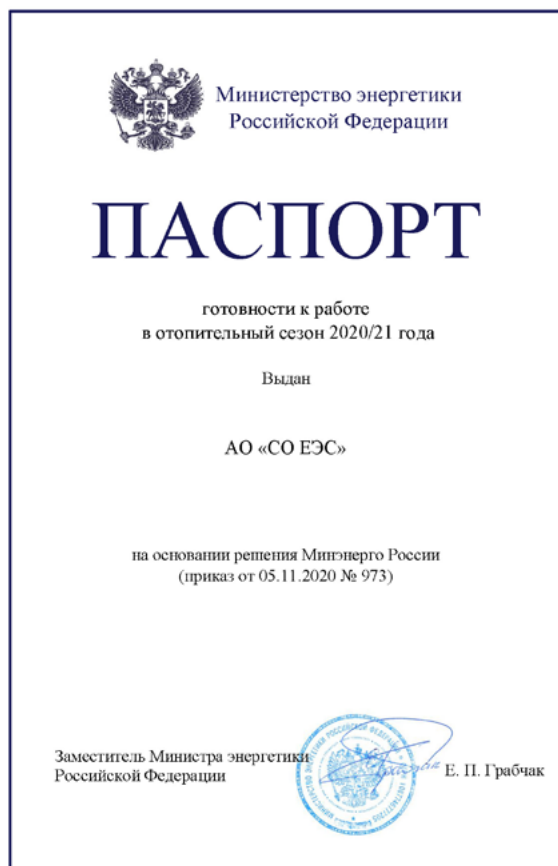 Министерство энергетики
Российской Федерации
ПАСПОРТ
готовности к работе
в отопительный сезон 2020/21 года
Выдан
АО «СО ЕЭС»
на основании решения Минэнерго России
(приказ от 05.11.2020 № 973)
Заместитель Министра энергетики
Российской Федерации
Е. П. Грабчак